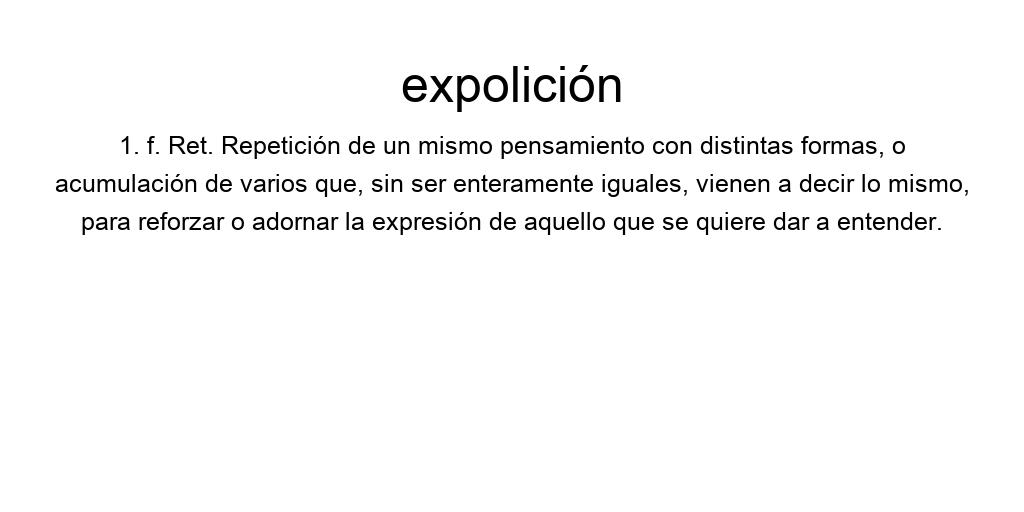 expolición
1. f. Ret. Repetición de un mismo pensamiento con distintas formas, o
acumulación de varios que, sin ser enteramente iguales, vienen a decir lo mismo,
para reforzar o adornar la expresión de aquello que se quiere dar a entender.